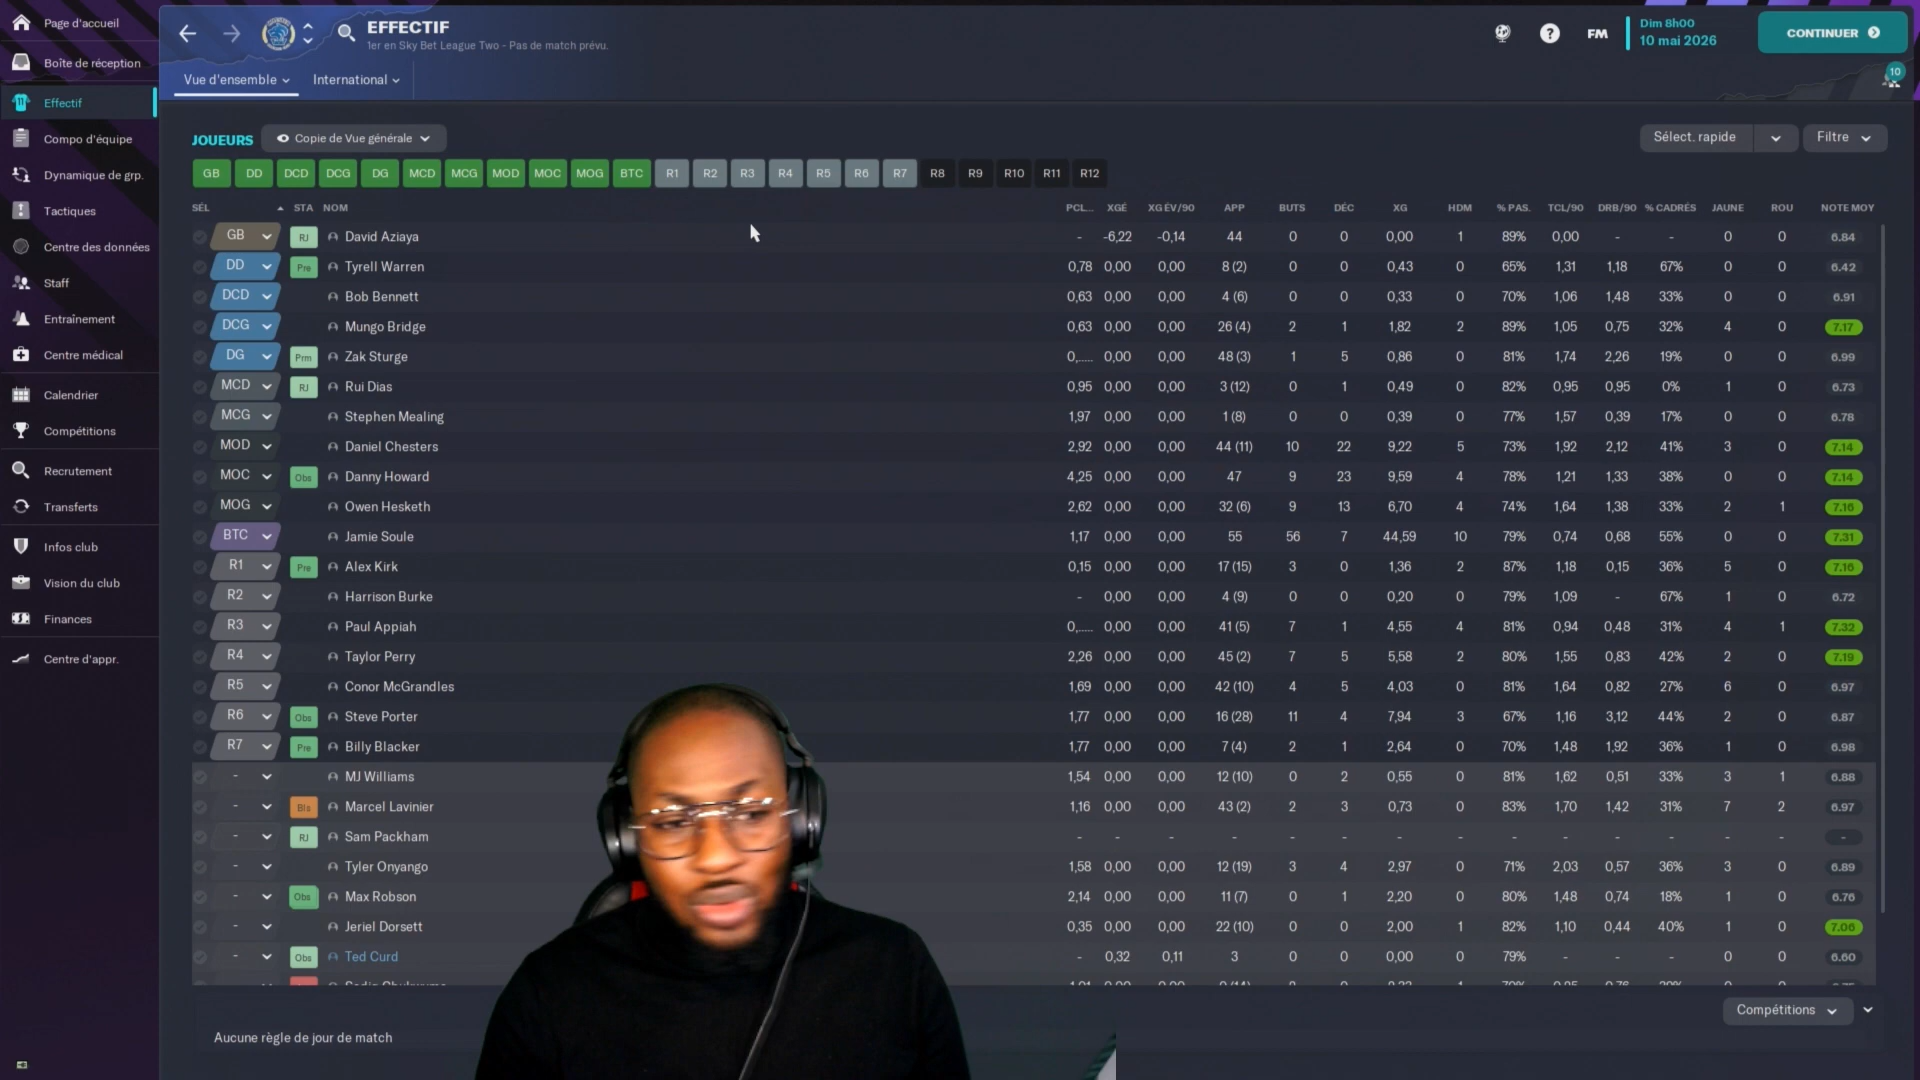 Page d'accueil
Boîte de réception
Effectif
Compo d'équipe
Dynamique de grp.
Tactiques
Centre des données
Staff
Entraînement
Centre médical
Calendrier
Compétitions
Recrutement
Transferts
Infos club
Vision du club
Finances
Centre d'appr.
EFFECTIF
1er en Sky Bet League Two - Pas de match prévu.
? FM Dim 8h00
10 mai 2026
CONTINUER
Vue d'ensemble International
10
JOUEURS Copie de Vue générale Sélect. rapide Filtre
GB DD DCD DCG DG MCD MCG MOD MOC MOG BTC R1 R2 R3 R4 R5 R6 R7 R8 R9 R10 R11 R12
SÉL STA NOM PCL... XGÉ XG ÉV/90 APP BUTS DÉC XG HDM % PAS. TCL/90 DRB/90 % CADRÉS JAUNE ROU NOTE MOY
GB RJ David Aziaya - -6,22 -0,14 44 0 0 0,00 1 89% 0,00 - - 0 0 6.84
DD Pre Tyrell Warren 0,78 0,00 0,00 8 (2) 0 0 0,43 0 65% 1,31 1,18 67% 0 0 6.42
DCD Bob Bennett 0,63 0,00 0,00 4 (6) 0 0 0,33 0 70% 1,06 1,48 33% 0 0 6.91
DCG Mungo Bridge 0,63 0,00 0,00 26 (4) 2 1 1,82 2 89% 1,05 0,75 32% 4 0 7.17
DG Prm Zak Sturge 0,..... 0,00 0,00 48 (3) 1 5 0,86 0 81% 1,74 2,26 19% 0 0 6.99
MCD RJ Rui Dias 0,95 0,00 0,00 3 (12) 0 1 0,49 0 82% 0,95 0,95 0% 1 0 6.73
MCG Stephen Mealing 1,97 0,00 0,00 1 (8) 0 0 0,39 0 77% 1,57 0,39 17% 0 0 6.78
MOD Daniel Chesters 2,92 0,00 0,00 44 (11) 10 22 9,22 5 73% 1,92 2,12 41% 3 0 7.14
MOC Obs Danny Howard 4,25 0,00 0,00 47 9 23 9,59 4 78% 1,21 1,33 38% 0 0 7.14
MOG Owen Hesketh 2,62 0,00 0,00 32 (6) 9 13 6,70 4 74% 1,64 1,38 33% 2 1 7.16
BTC Jamie Soule 1,17 0,00 0,00 55 56 7 44,59 10 79% 0,74 0,68 55% 0 0 7.31
R1 Pre Alex Kirk 0,15 0,00 0,00 17 (15) 3 0 1,36 2 87% 1,18 0,15 36% 5 0 7.16
R2 Harrison Burke - 0,00 0,00 4 (9) 0 0 0,20 0 79% 1,09 - 67% 1 0 6.72
R3 Paul Appiah 0,..... 0,00 0,00 41 (5) 7 1 4,55 4 81% 0,94 0,48 31% 4 1 7.32
R4 Taylor Perry 2,26 0,00 0,00 45 (2) 7 5 5,58 2 80% 1,55 0,83 42% 2 0 7.19
R5 Conor McGrandles 1,69 0,00 0,00 42 (10) 4 5 4,03 0 81% 1,64 0,82 27% 6 0 6.97
R6 Obs Steve Porter 1,77 0,00 0,00 16 (28) 11 4 7,94 3 67% 1,16 3,12 44% 2 0 6.87
R7 Pre Billy Blacker 1,77 0,00 0,00 7 (4) 2 1 2,64 0 70% 1,48 1,92 36% 1 0 6.98
- MJ Williams 1,54 0,00 0,00 12 (10) 0 2 0,55 0 81% 1,62 0,51 33% 3 1 6.88
- Bls Marcel Lavinier 1,16 0,00 0,00 43 (2) 2 3 0,73 0 83% 1,70 1,42 31% 7 2 6.97
- RJ Sam Packham - - - - - - - - - - - - - - -
- Tyler Onyango 1,58 0,00 0,00 12 (19) 3 4 2,97 0 71% 2,03 0,57 36% 3 0 6.89
- Obs Max Robson 2,14 0,00 0,00 11 (7) 0 1 2,20 0 80% 1,48 0,74 18% 1 0 6.76
- Jeriel Dorsett 0,35 0,00 0,00 22 (10) 0 0 2,00 1 82% 1,10 0,44 40% 1 0 7.06
- Obs Ted Curd - 0,32 0,11 3 0 0 0,00 0 79% - - - 0 0 6.60
Compétitions
Aucune règle de jour de match